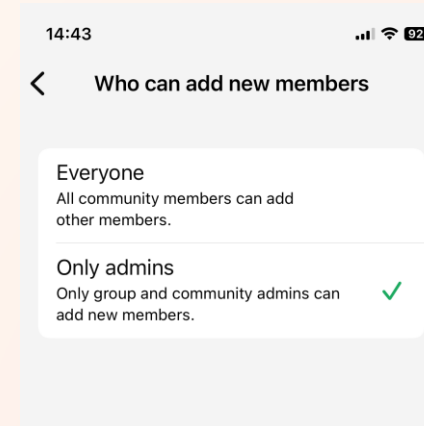 14:43
92
Who can add new members
Everyone
All community members can add
other members.
Only admins
Only group and community admins can
add new members.